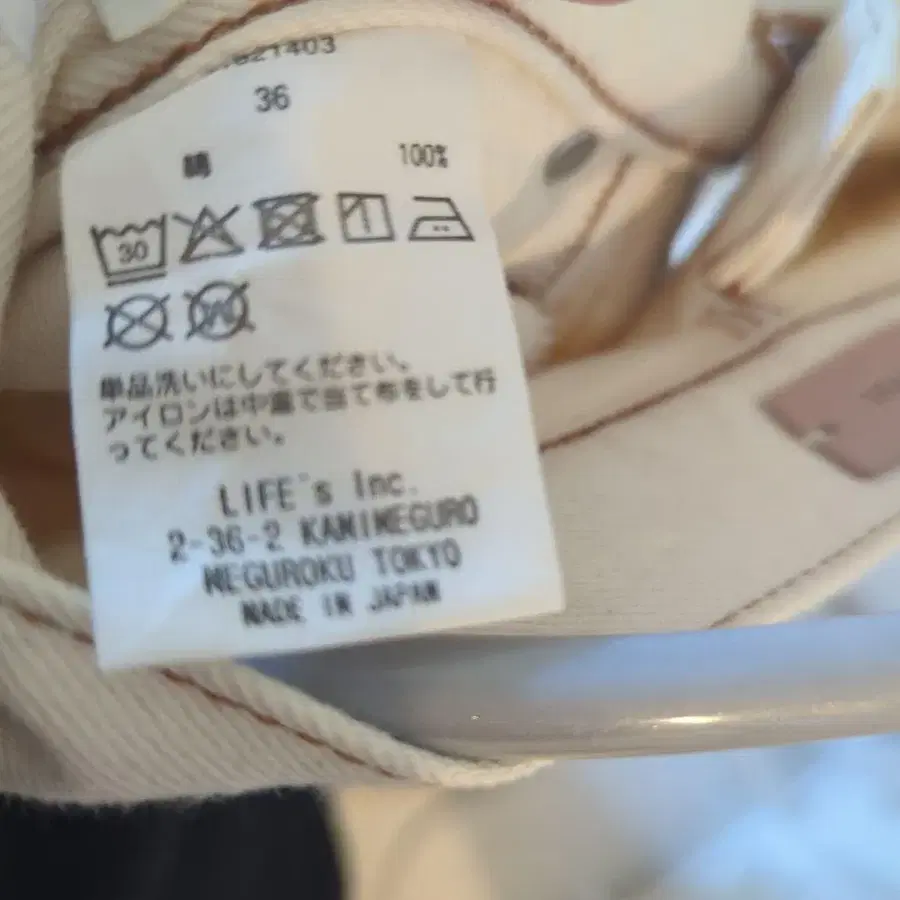 821403
36
綿 100%
30
単品洗いにしてください。
アイロンは中温で当て布をして行
ってください。
LIFE's Inc.
2-36-2 KAMIMEGURO
MEGUROKU TOKYO
MADE IN JAPAN